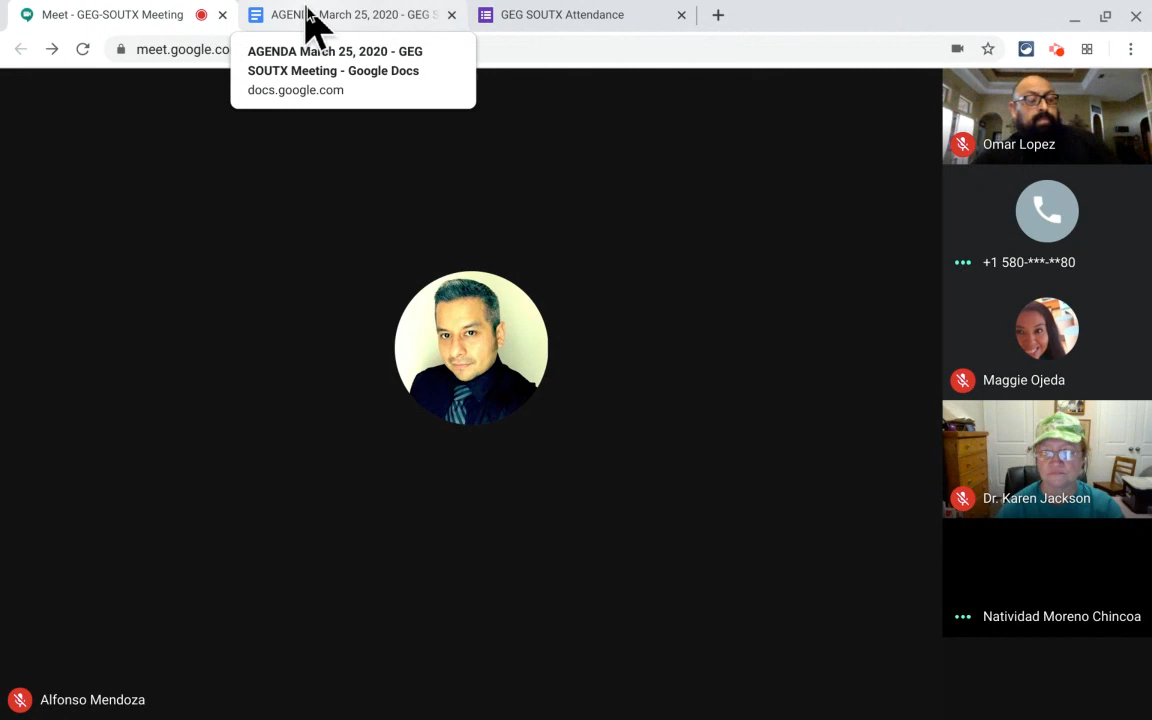 Meet - GEG-SOUTX Meeting
March 25, 2020 - GEG S
GEG SOUTX Attendance
meet.google.co
AGENDA March 25, 2020 - GEG
SOUTX Meeting - Google Docs
docs.google.com
Omar Lopez
+1 580-***-**80
Maggie Ojeda
Dr. Karen Jackson
Natividad Moreno Chincoa
Alfonso Mendoza